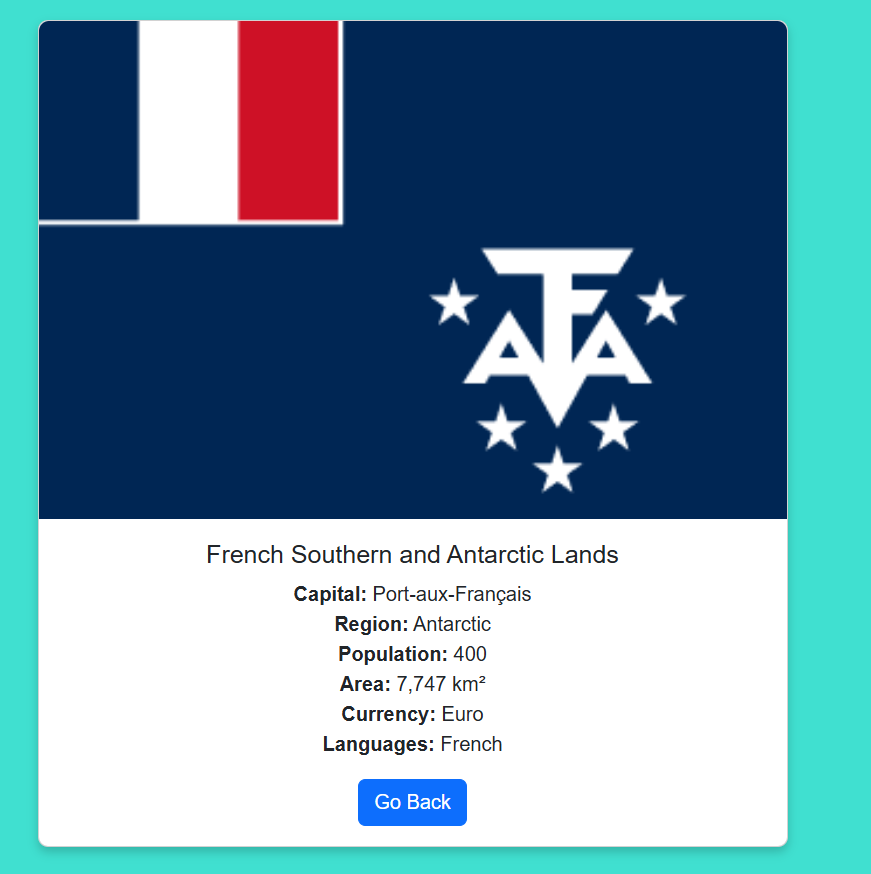 TAAF
French Southern and Antarctic Lands
Capital: Port-aux-Français
Region: Antarctic
Population: 400
Area: 7,747 km²
Currency: Euro
Languages: French
Go Back